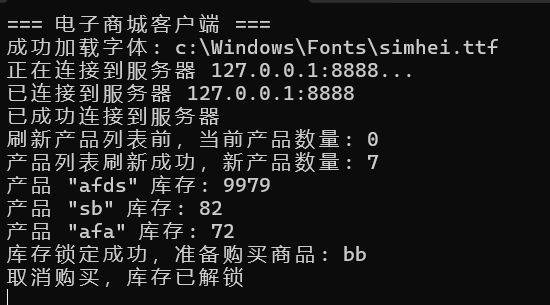 === 电子商城客户端 ===
成功加载字体: c:\Windows\Fonts\simhei.ttf
正在连接到服务器 127.0.0.1:8888...
已连接到服务器 127.0.0.1:8888
已成功连接到服务器
刷新产品列表前，当前产品数量: 0
产品列表刷新成功，新产品数量: 7
产品 "afds" 库存: 9979
产品 "sb" 库存: 82
产品 "afa" 库存: 72
库存锁定成功，准备购买商品: bb
取消购买，库存已解锁